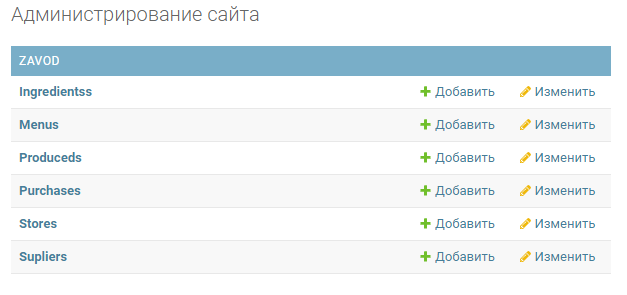 Администрирование сайта
ZAVOD
Ingredientss Добавить Изменить
Menus Добавить Изменить
Produceds Добавить Изменить
Purchases Добавить Изменить
Stores Добавить Изменить
Supliers Добавить Изменить